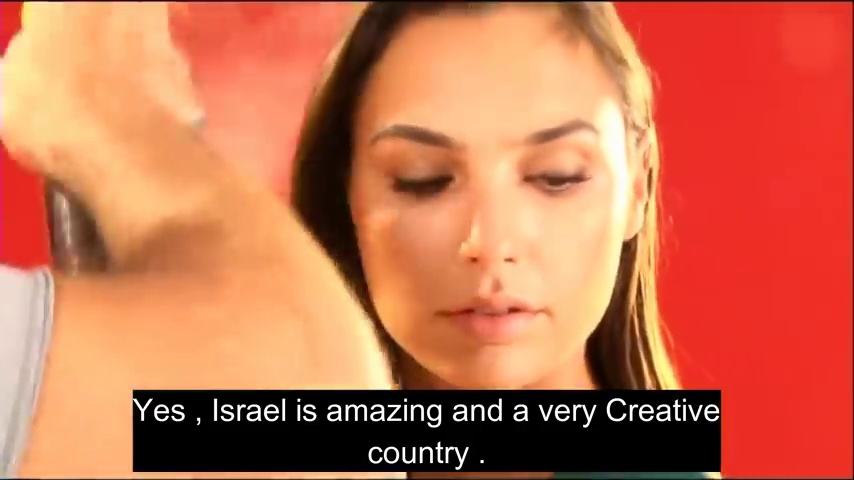 Yes , Israel is amazing and a very Creative
country .